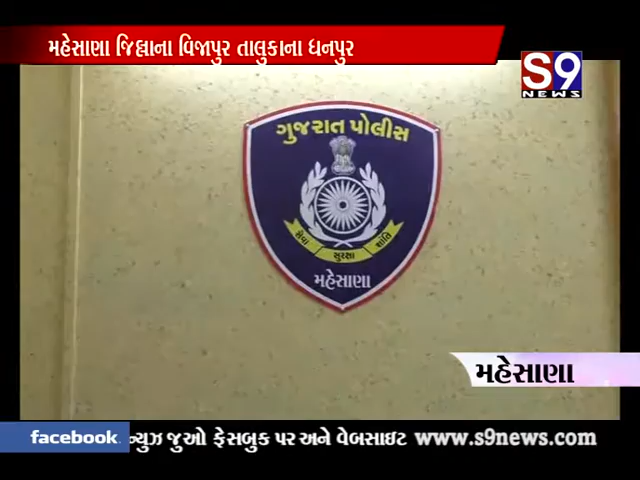 મહેસાણા જિલ્લાના વિજાપુર તાલુકાના ધનપુર
S9
NEWS
ગુજરાત પોલીસ
સેવા
સુરક્ષા
શાંતિ
મહેસાણા
મહેસાણા
facebook.
ન્યુઝ જુઓ ફેસબુક પર અને વેબસાઇટ www.s9news.com